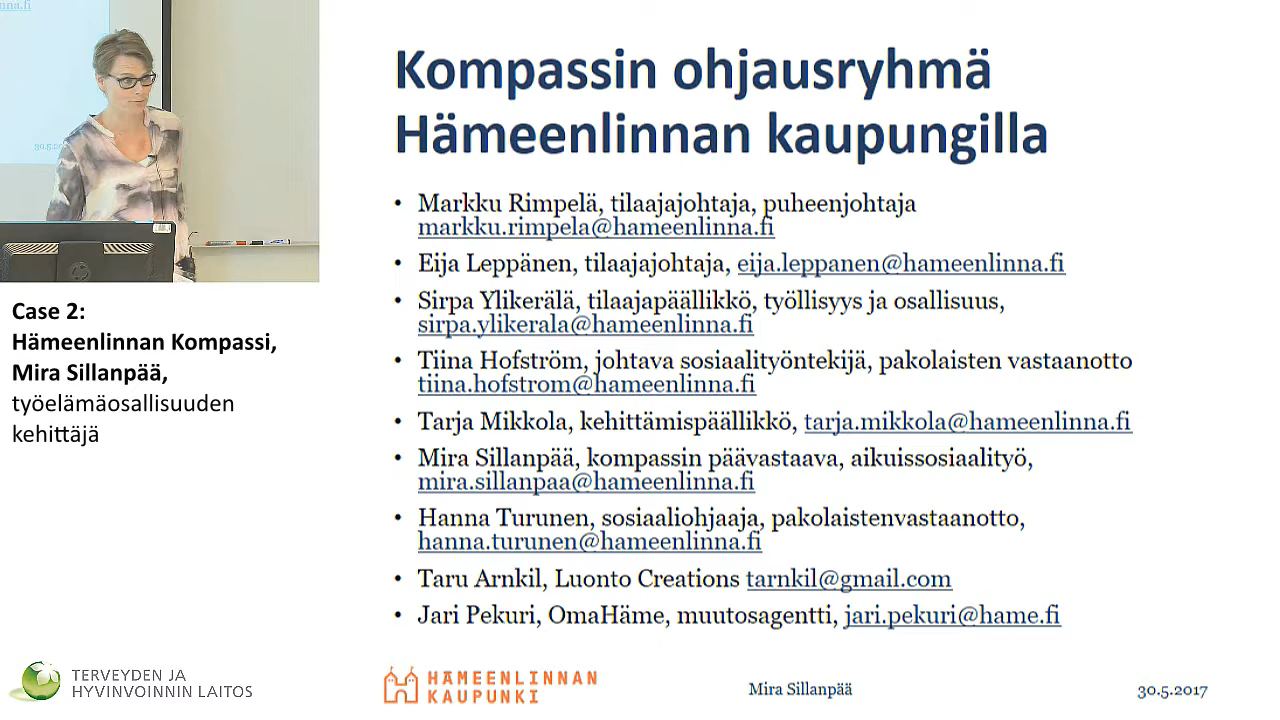 nna.fi
30.5.20
Kompassin ohjausryhmä
Hämeenlinnan kaupungilla
• Markku Rimpelä, tilaajajohtaja, puheenjohtaja
markku.rimpela@hameenlinna.fi
• Eija Leppänen, tilaajajohtaja, eija.leppanen@hameenlinna.fi
• Sirpa Ylikerälä, tilaajapäällikkö, työllisyys ja osallisuus,
sirpa.ylikerala@hameenlinna.fi
• Tiina Hofström, johtava sosiaalityöntekijä, pakolaisten vastaanotto
tiina.hofstrom@hameenlinna.fi
• Tarja Mikkola, kehittämispäällikkö, tarja.mikkola@hameenlinna.fi
• Mira Sillanpää, kompassin päävastaava, aikuissosiaalityö,
mira.sillanpaa@hameenlinna.fi
• Hanna Turunen, sosiaaliohjaaja, pakolaistenvastaanotto,
hanna.turunen@hameenlinna.fi
• Taru Arnkil, Luonto Creations tarnkil@gmail.com
• Jari Pekuri, OmaHäme, muutosagentti, jari.pekuri@hame.fi
Case 2:
Hämeenlinnan Kompassi,
Mira Sillanpää,
työelämäosallisuuden
kehittäjä
TERVEYDEN JA
HYVINVOINNIN LAITOS
HÄMEENLINNAN
KAUPUNKI
Mira Sillanpää
30.5.2017